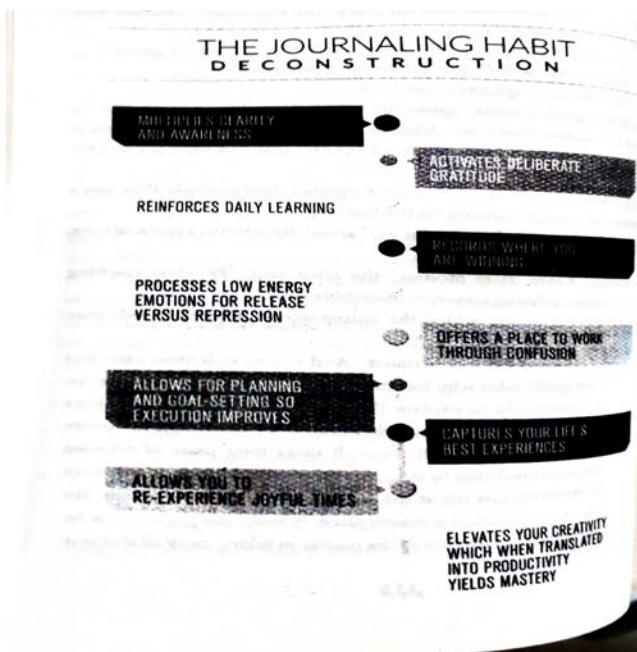 THE JOURNALING HABIT
DECONSTRUCTION
MULTIPLIES CLARITY
AND AWARENESS
ACTIVATES DELIBERATE
GRATITUDE
REINFORCES DAILY LEARNING
RECORDS WHERE YOU
ARE WINNING
PROCESSES LOW ENERGY
EMOTIONS FOR RELEASE
VERSUS REPRESSION
OFFERS A PLACE TO WORK
THROUGH CONFUSION
ALLOWS FOR PLANNING
AND GOAL-SETTING SO
EXECUTION IMPROVES
CAPTURES YOUR LIFE'S
BEST EXPERIENCES
ALLOWS YOU TO
RE-EXPERIENCE JOYFUL TIMES
ELEVATES YOUR CREATIVITY
WHICH WHEN TRANSLATED
INTO PRODUCTIVITY
YIELDS MASTERY